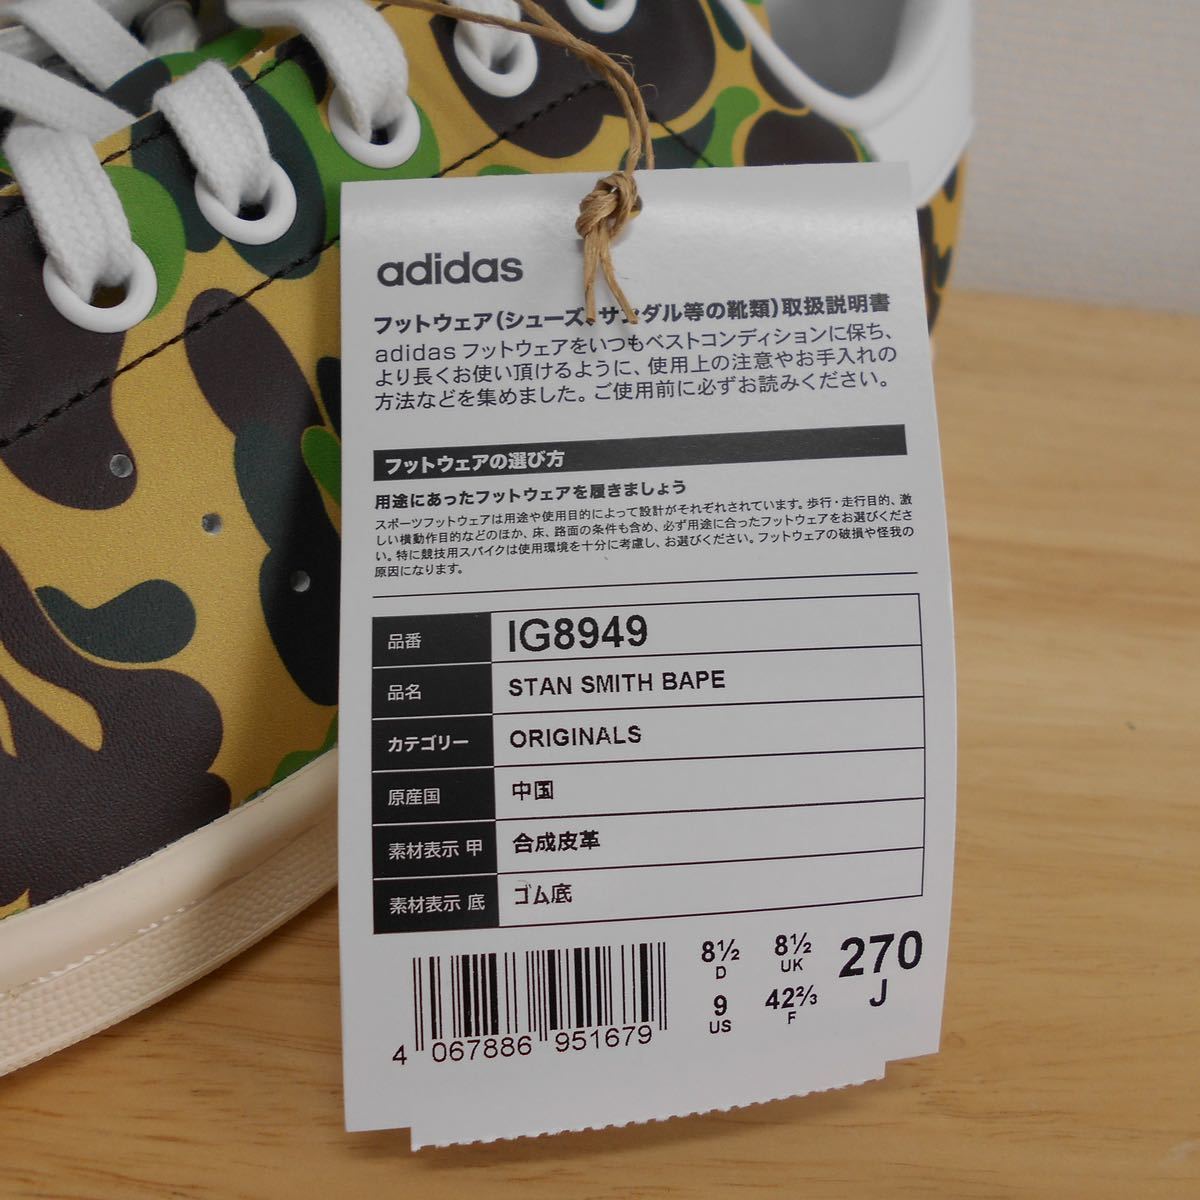 adidas
フットウェア(シューズ、サンダル等の靴類)取扱説明書
adidas フットウェアをいつもベストコンディションに保ち、
より長くお使い頂けるように、使用上の注意やお手入れの
方法などを集めました。ご使用前に必ずお読みください。
フットウェアの選び方
用途にあったフットウェアを履きましょう
スポーツフットウェアは用途や使用目的によって設計がそれぞれされています。歩行・走行目的、激
しい横動作目的などのほか、床、路面の条件も含め、必ず用途に合ったフットウェアをお選びくださ
い。特に競技用スパイクは使用環境を十分に考慮し、お選びください。フットウェアの破損や怪我の
原因になります。
品番 IG8949
品名 STAN SMITH BAPE
カテゴリー ORIGINALS
原産国 中国
素材表示 甲 合成皮革
素材表示 底 ゴム底
8½ 8½ 270
D UK J
9 42⅔
US F
4 067886 951679